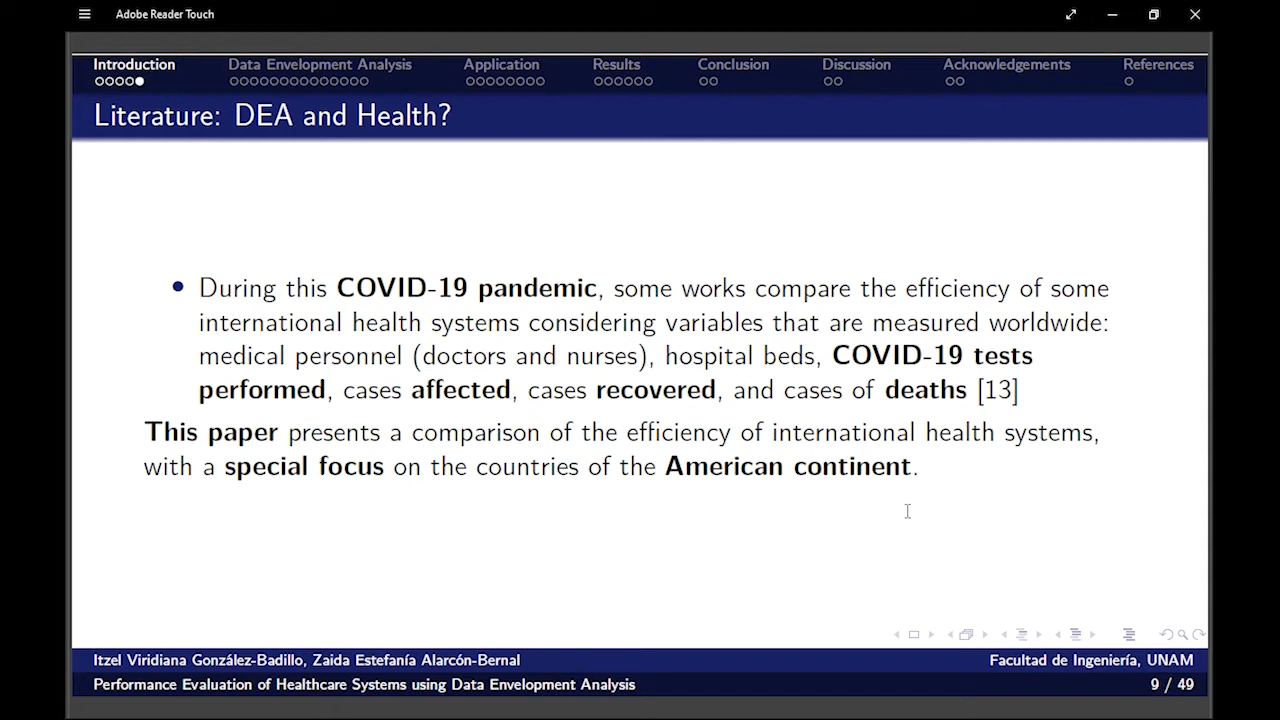 Adobe Reader Touch
Introduction Data Envelopment Analysis Application Results Conclusion Discussion Acknowledgements References
Literature: DEA and Health?
• During this COVID-19 pandemic, some works compare the efficiency of some
international health systems considering variables that are measured worldwide:
medical personnel (doctors and nurses), hospital beds, COVID-19 tests
performed, cases affected, cases recovered, and cases of deaths [13]
This paper presents a comparison of the efficiency of international health systems,
with a special focus on the countries of the American continent.
Itzel Viridiana González-Badillo, Zaida Estefanía Alarcón-Bernal Facultad de Ingeniería, UNAM
Performance Evaluation of Healthcare Systems using Data Envelopment Analysis 9 / 49